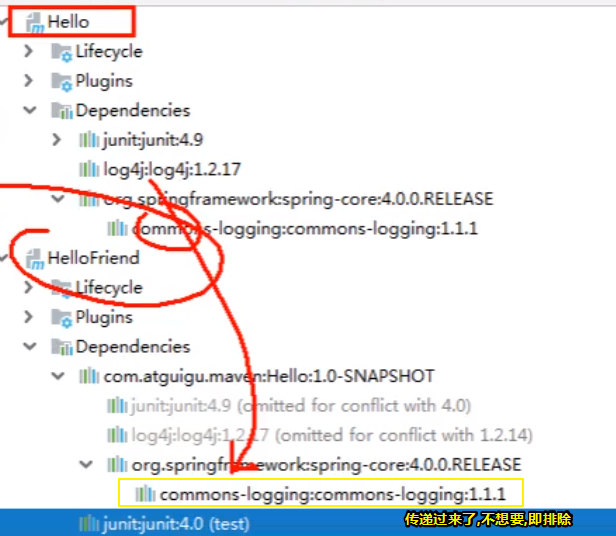 Hello
Lifecycle
Plugins
Dependencies
junit:junit:4.9
log4j:log4j:1.2.17
org.springframework:spring-core:4.0.0.RELEASE
commons-logging:commons-logging:1.1.1
HelloFriend
Lifecycle
Plugins
Dependencies
com.atguigu.maven:Hello:1.0-SNAPSHOT
junit:junit:4.9 (omitted for conflict with 4.0)
log4j:log4j:1.2.17 (omitted for conflict with 1.2.14)
org.springframework:spring-core:4.0.0.RELEASE
commons-logging:commons-logging:1.1.1
传递过来了,不想要,即排除
junit:junit:4.0 (test)